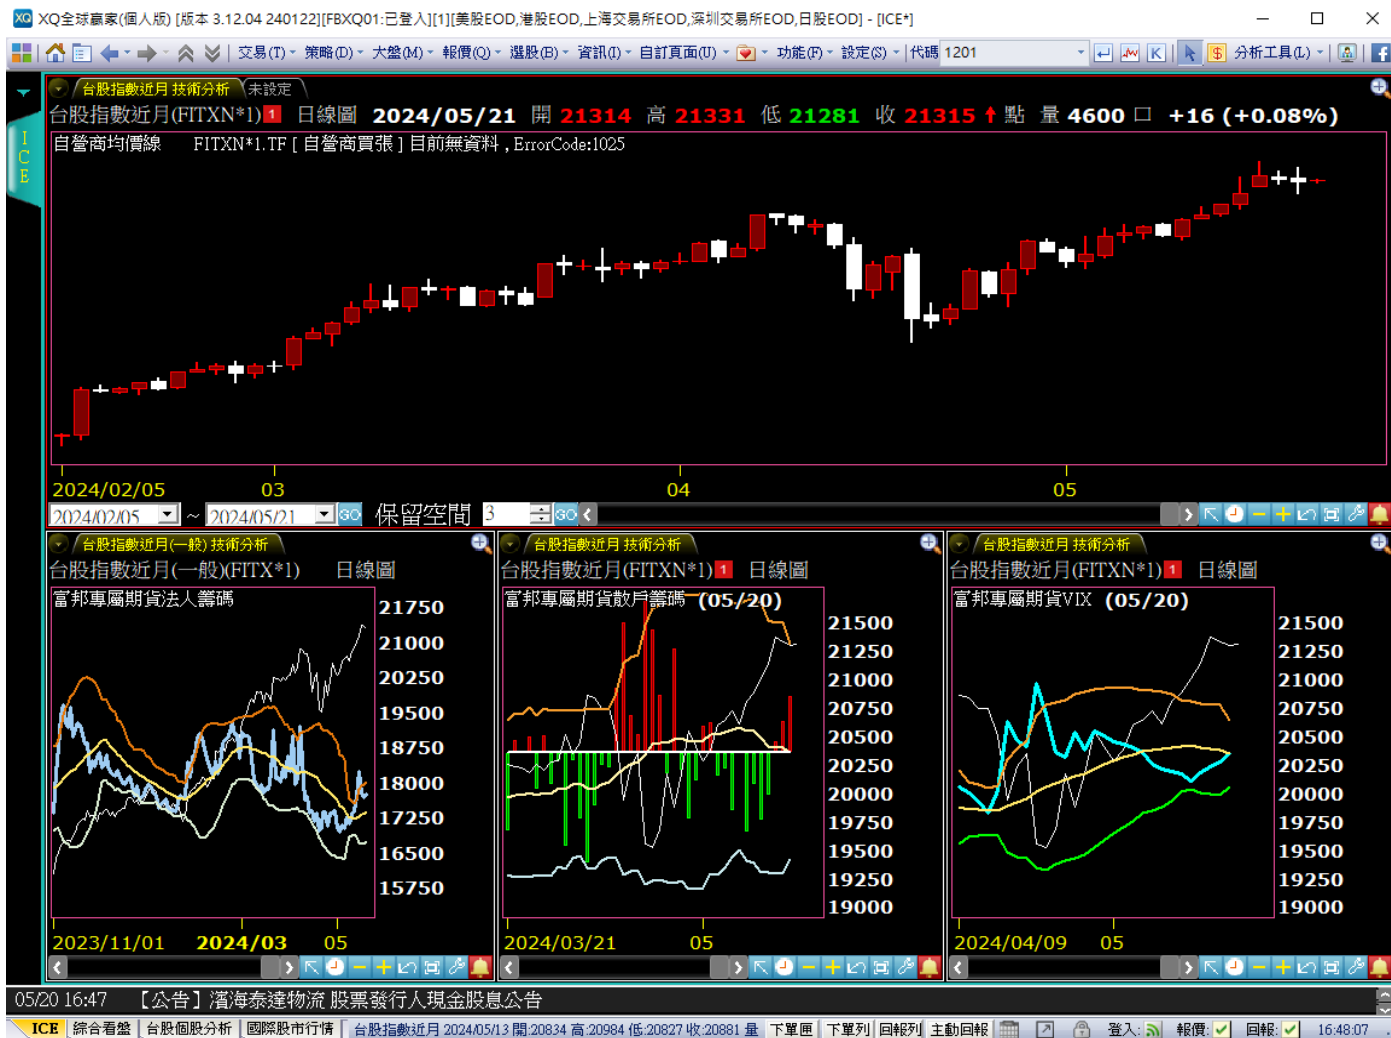 XQ全球贏家(個人版) [版本 3.12.04 240122][FBXQ01:已登入][1][美股EOD,港股EOD,上海交易所EOD,深圳交易所EOD,日股EOD] - [ICE*]
交易(T) 策略(D) 大盤(M) 報價(Q) 選股(B) 資訊(I) 自訂頁面(U) 功能(F) 設定(S) 代碼 1201 K $ 分析工具(L)
台股指數近月 技術分析 未設定
台股指數近月(FITXN*1) 1 日線圖 2024/05/21 開 21314 高 21331 低 21281 收 21315 ↑ 點 量 4600 口 +16 (+0.08%)
ICE
自營商均價線 FITXN*1.TF [ 自營商買張 ] 目前無資料 , ErrorCode:1025
2024/02/05 03 04 05
2024/02/05 ~ 2024/05/21 GO 保留空間 3 GO
台股指數近月(一般) 技術分析
台股指數近月(一般)(FITX*1) 日線圖
富邦專屬期貨法人籌碼
21750
21000
20250
19500
18750
18000
17250
16500
15750
2023/11/01 2024/03 05
台股指數近月 技術分析
台股指數近月(FITXN*1) 1 日線圖
富邦專屬期貨散戶籌碼 (05/20)
21500
21250
21000
20750
20500
20250
20000
19750
19500
19250
19000
2024/03/21 05
台股指數近月 技術分析
台股指數近月(FITXN*1) 1 日線圖
富邦專屬期貨VIX (05/20)
21500
21250
21000
20750
20500
20250
20000
19750
19500
19250
19000
2024/04/09 05
05/20 16:47 【公告】濱海泰達物流 股票發行人現金股息公告
ICE 綜合看盤 台股個股分析 國際股市行情 台股指數近月 2024/05/13 開:20834 高:20984 低:20827 收:20881 量 下單匣 下單列 回報列 主動回報 登入: 報價: 回報: 16:48:07